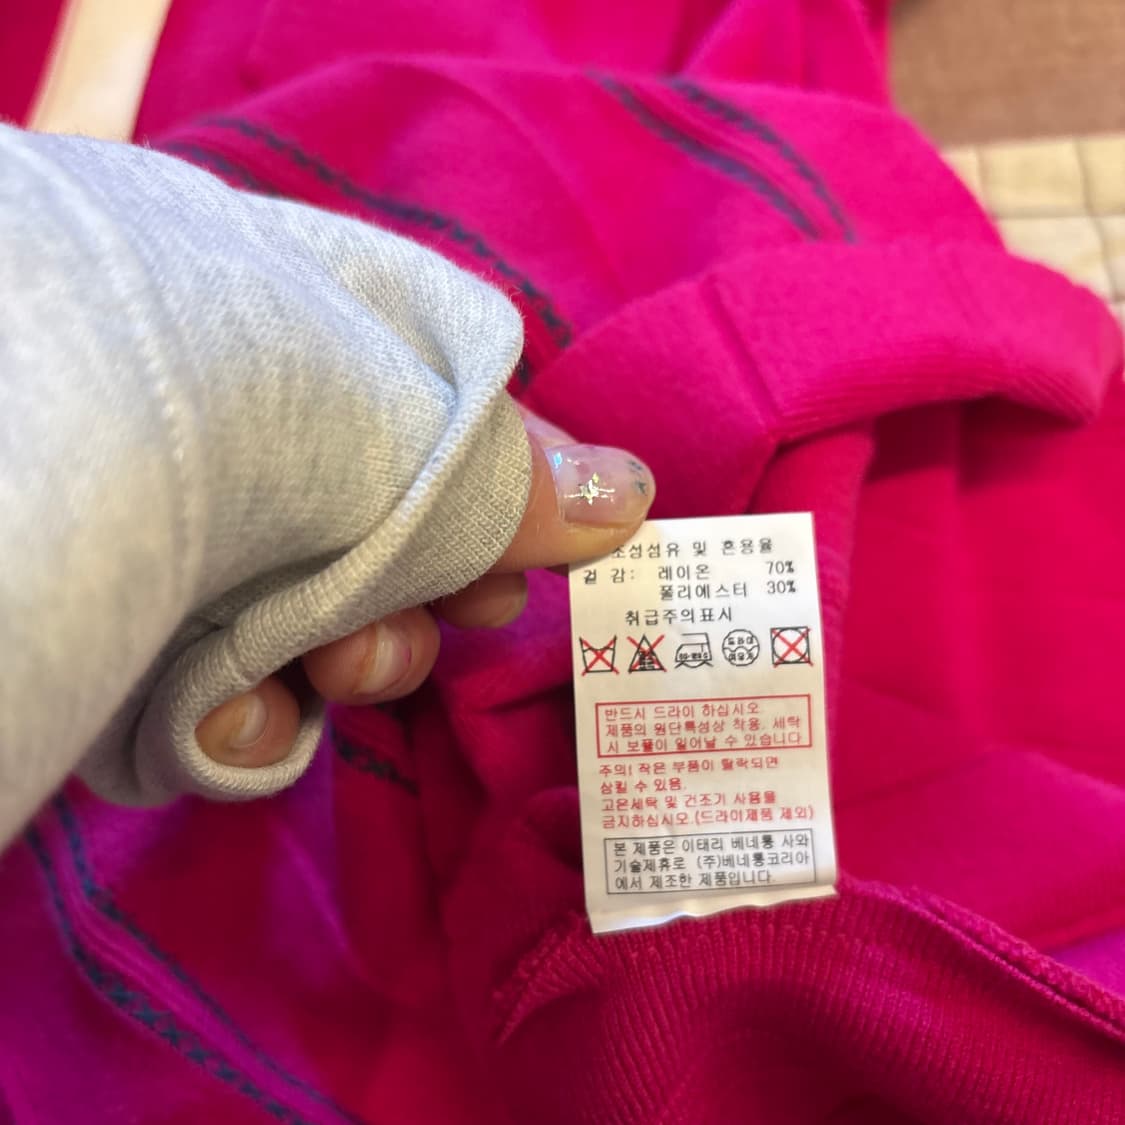 조성섬유 및 혼용율
겉 감: 레이온 70%
폴리에스터 30%
취급주의표시
반드시 드라이 하십시오
제품의 원단특성상 착용, 세탁
시 보풀이 일어날 수 있습니다
주의! 작은 부품이 탈락되면
삼킬 수 있음.
고온세탁 및 건조기 사용을
금지하십시오.(드라이제품 제외)
본 제품은 이태리 베네통 사와
기술제휴로 (주)베네통코리아
에서 제조한 제품입니다.